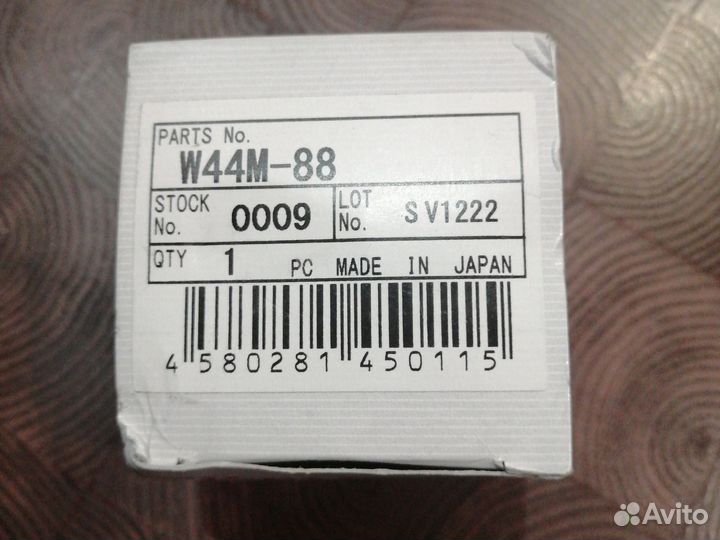 PARTS No.
W44M-88
STOCK No. 0009
LOT No. SV1222
QTY 1 PC MADE IN JAPAN
4 580281 450115
Avito